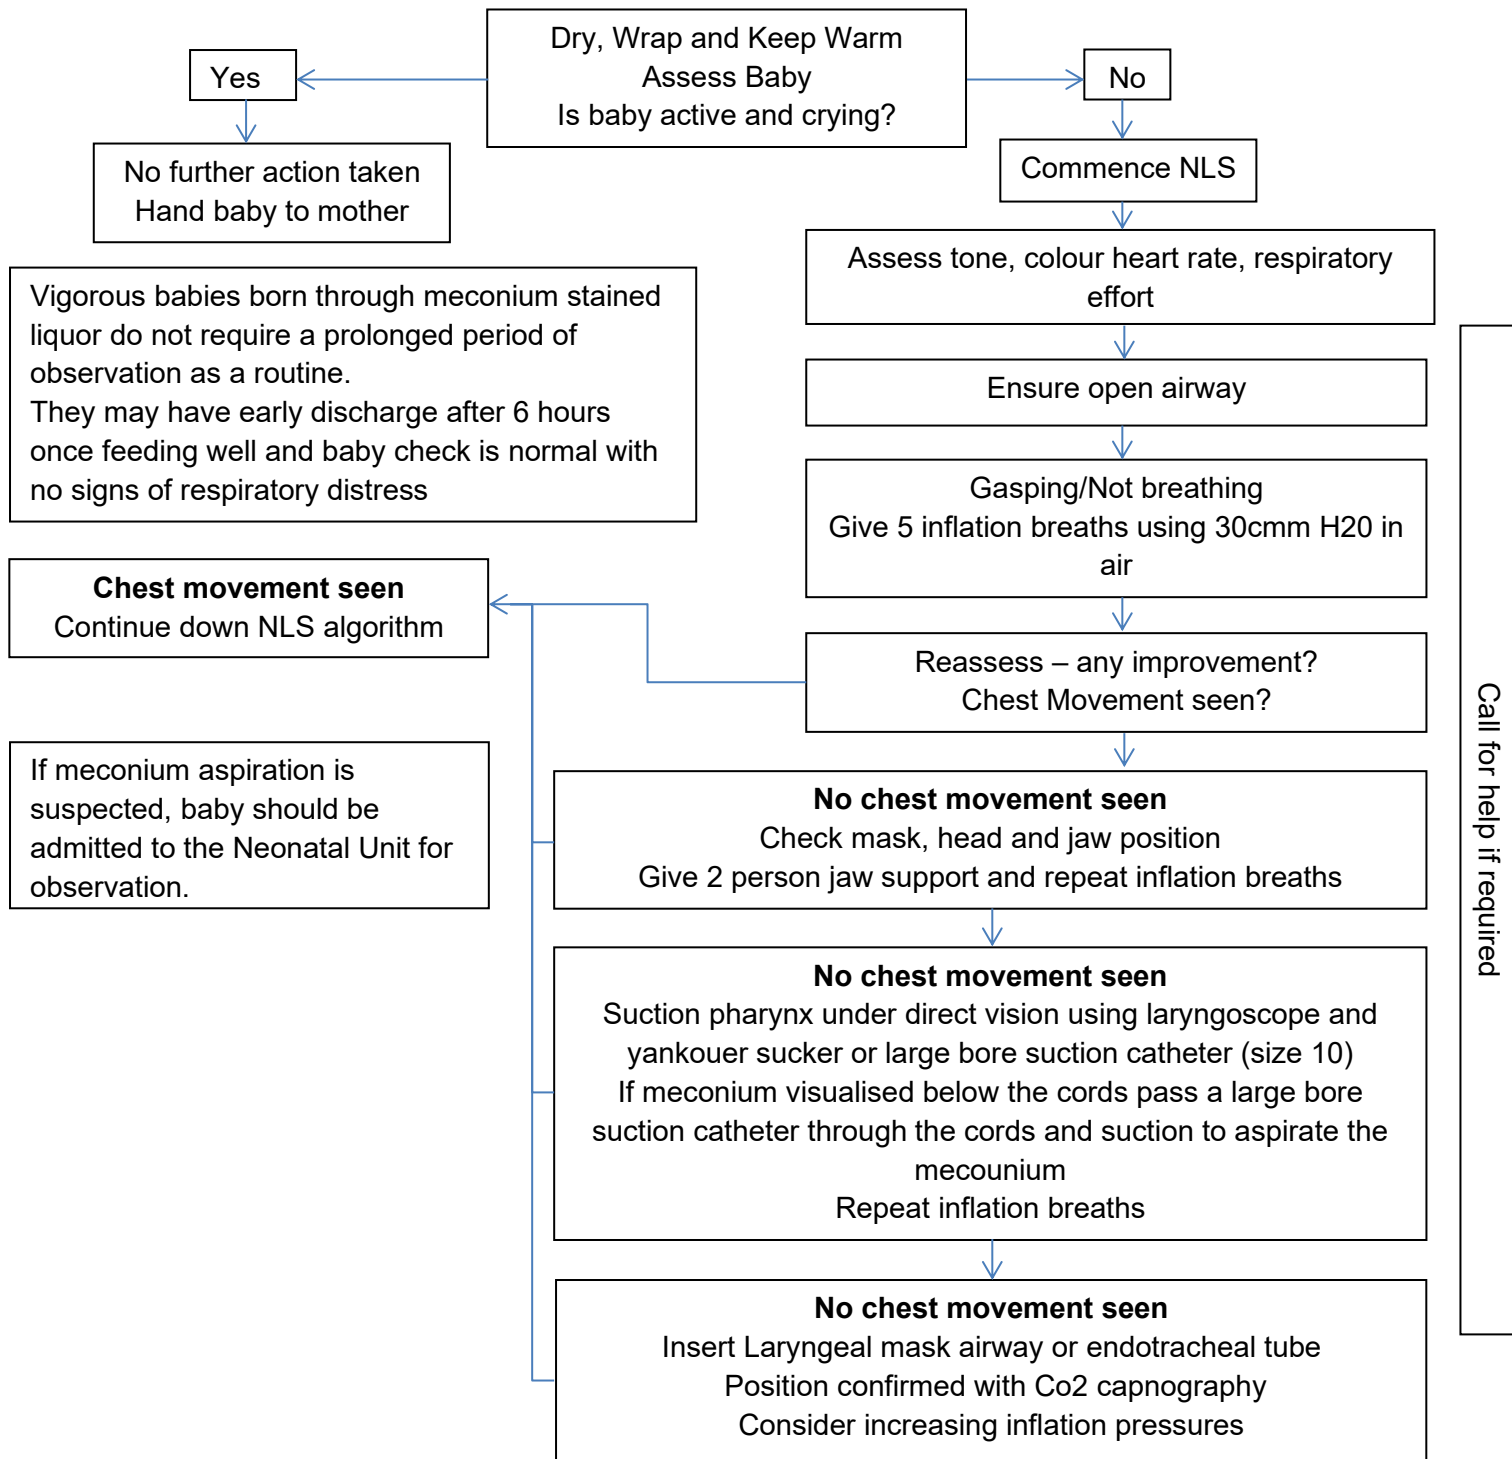 Dry, Wrap and Keep Warm
Assess Baby
Is baby active and crying?
Yes
No
No further action taken
Hand baby to mother
Commence NLS
Assess tone, colour heart rate, respiratory
effort
Vigorous babies born through meconium stained
liquor do not require a prolonged period of
observation as a routine.
They may have early discharge after 6 hours
once feeding well and baby check is normal with
no signs of respiratory distress
Ensure open airway
Gasping/Not breathing
Give 5 inflation breaths using 30cmm H20 in
air
Chest movement seen
Continue down NLS algorithm
Reassess – any improvement?
Chest Movement seen?
Call for help if required
If meconium aspiration is
suspected, baby should be
admitted to the Neonatal Unit for
observation.
No chest movement seen
Check mask, head and jaw position
Give 2 person jaw support and repeat inflation breaths
No chest movement seen
Suction pharynx under direct vision using laryngoscope and
yankouer sucker or large bore suction catheter (size 10)
If meconium visualised below the cords pass a large bore
suction catheter through the cords and suction to aspirate the
mecounium
Repeat inflation breaths
No chest movement seen
Insert Laryngeal mask airway or endotracheal tube
Position confirmed with Co2 capnography
Consider increasing inflation pressures